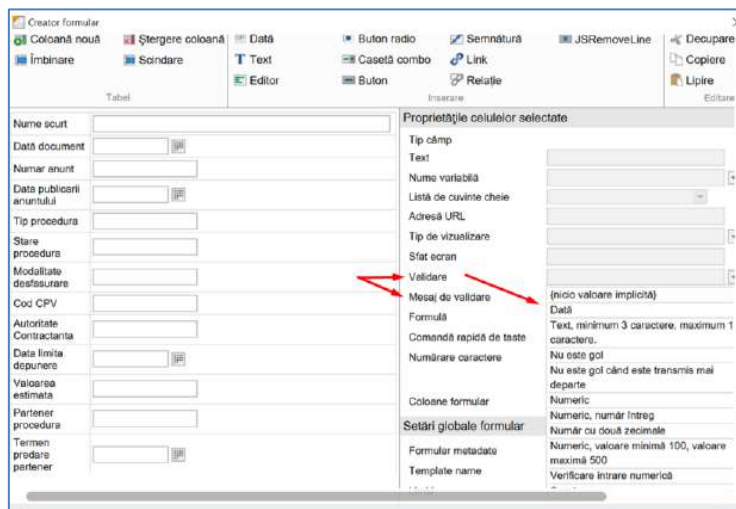 Creator formular
Coloană nouă
Ștergere coloană
Dată
Buton radio
Semnătură
JSRemoveLine
Decupare
Îmbinare
Scindare
Text
Casetă combo
Link
Copiere
Editor
Buton
Relație
Lipire
Tabel
Inserare
Editare
Nume scurt
Dată document
Numar anunt
Data publicarii
anuntului
Tip procedura
Stare
procedura
Modalitate
desfasurare
Cod CPV
Autoritate
Contractanta
Data limita
depunere
Valoarea
estimata
Partener
procedura
Termen
predare
partener
Proprietăţile celulelor selectate
Tip câmp
Text
Nume variabilă
Listă de cuvinte cheie
Adresă URL
Tip de vizualizare
Sfat ecran
Validare
Mesaj de validare
Formulă
Comandă rapidă de taste
Numărare caractere
Coloane formular
Setări globale formular
Formular metadate
Template name
{nicio valoare implicită}
Dată
Text, minimum 3 caractere, maximum 1
caractere.
Nu este gol
Nu este gol când este transmis mai
departe
Numeric
Numeric, număr întreg
Număr cu două zecimale
Numeric, valoare minimă 100, valoare
maximă 500
Verificare intrare numerică